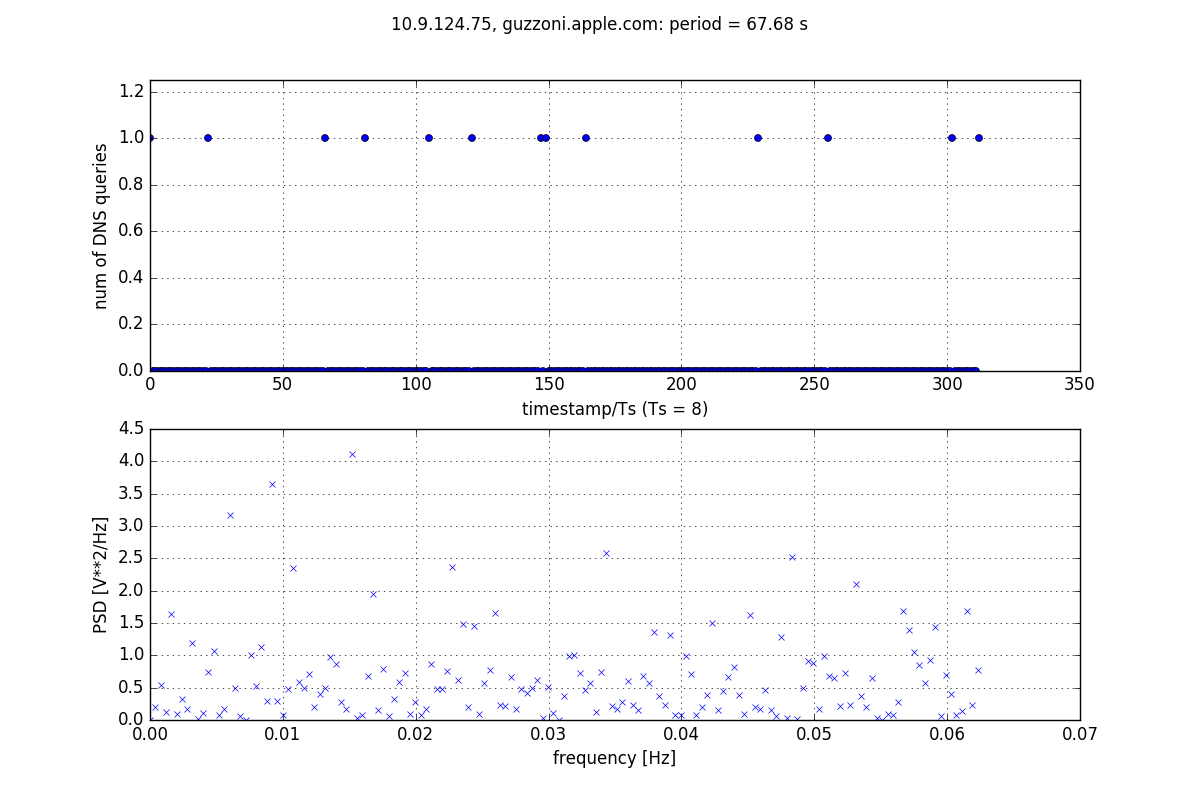 10.9.124.75, guzzoni.apple.com: period = 67.68 s
1.2
1.0
0.8
0.6
0.4
0.2
0.0
num of DNS queries
0 50 100 150 200 250 300 350
timestamp/Ts (Ts = 8)
4.5
4.0
3.5
3.0
2.5
2.0
1.5
1.0
0.5
0.0
PSD [V**2/Hz]
0.00 0.01 0.02 0.03 0.04 0.05 0.06 0.07
frequency [Hz]